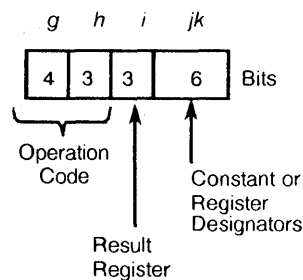 g h i jk
4 3 3 6 Bits
Operation
Code
Constant or
Register
Designators
Result
Register